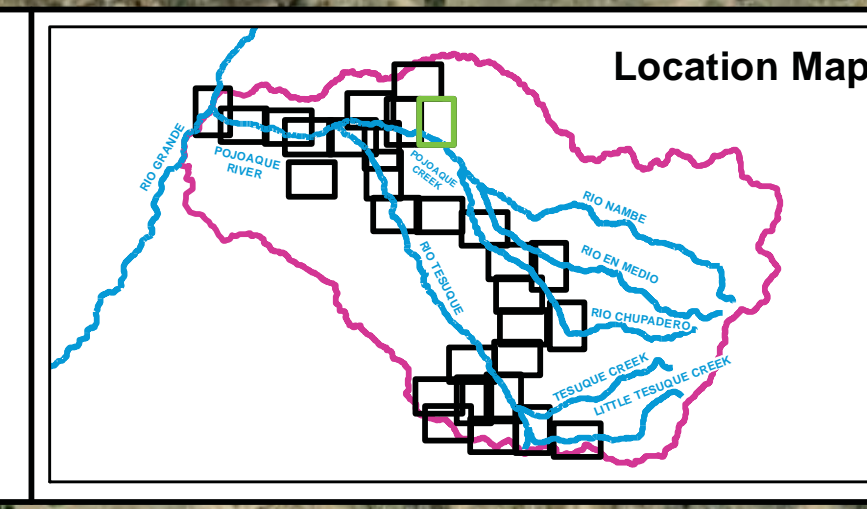 Location Map
RIO GRANDE
POJOAQUE
RIVER
POJOAQUE
CREEK
RIO NAMBE
RIO EN MEDIO
RIO TESUQUE
RIO CHUPADERO
TESUQUE CREEK
LITTLE TESUQUE CREEK